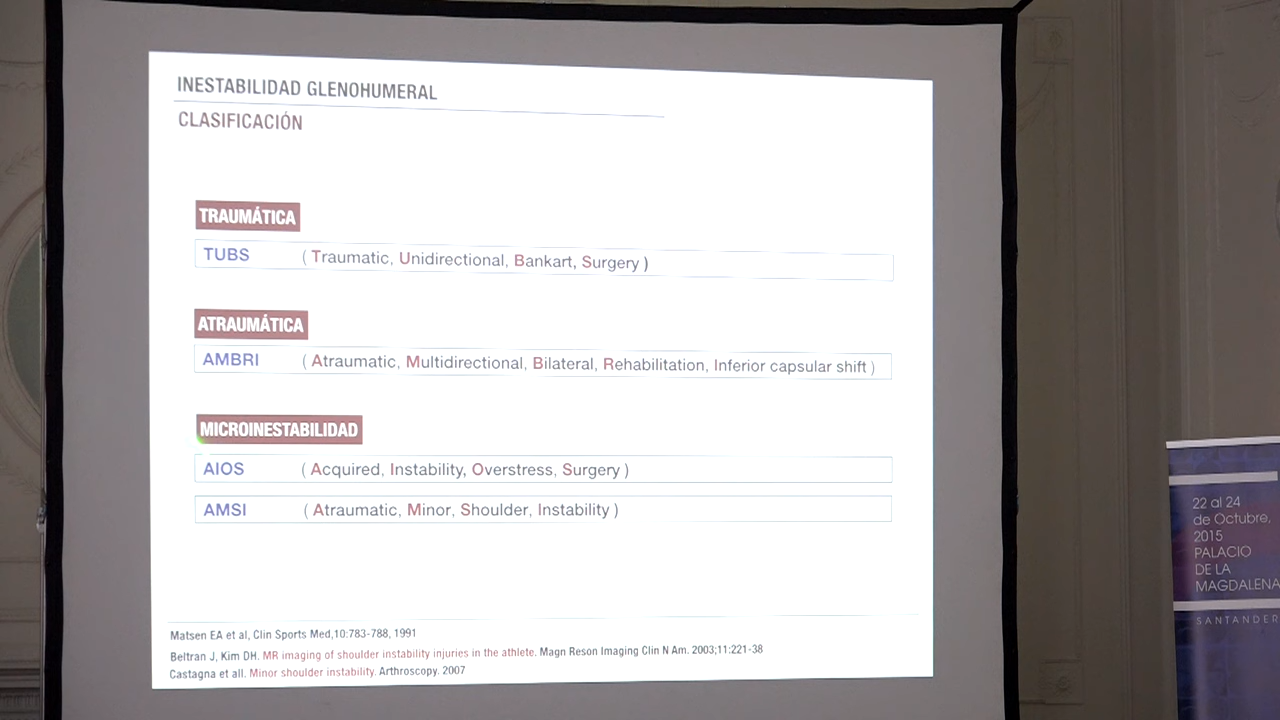 INESTABILIDAD GLENOHUMERAL
CLASIFICACIÓN
TRAUMÁTICA
TUBS ( Traumatic, Unidirectional, Bankart, Surgery )
ATRAUMÁTICA
AMBRI ( Atraumatic, Multidirectional, Bilateral, Rehabilitation, Inferior capsular shift )
MICROINESTABILIDAD
AIOS ( Acquired, Instability, Overstress, Surgery )
AMSI ( Atraumatic, Minor, Shoulder, Instability )
Matsen EA et al, Clin Sports Med,10:783-788, 1991
Beltran J, Kim DH. MR imaging of shoulder instability injuries in the athlete. Magn Reson Imaging Clin N Am. 2003;11:221-38
Castagna et all. Minor shoulder instability. Arthroscopy. 2007
22 al 24
de Octubre,
2015
PALACIO
DE LA
MAGDALENA
SANTANDER